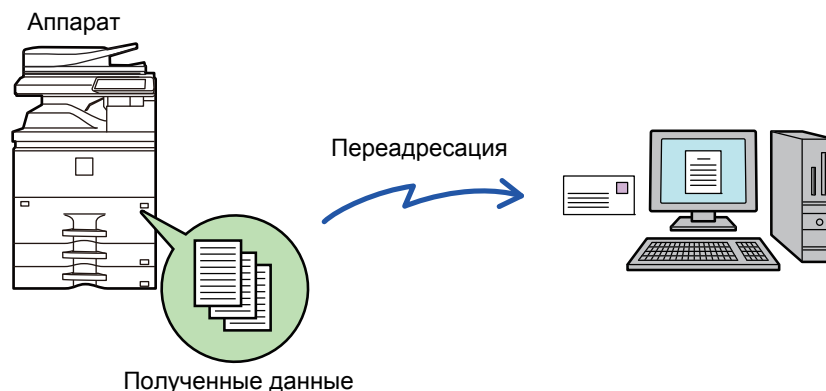 Аппарат
Переадресация
Полученные данные